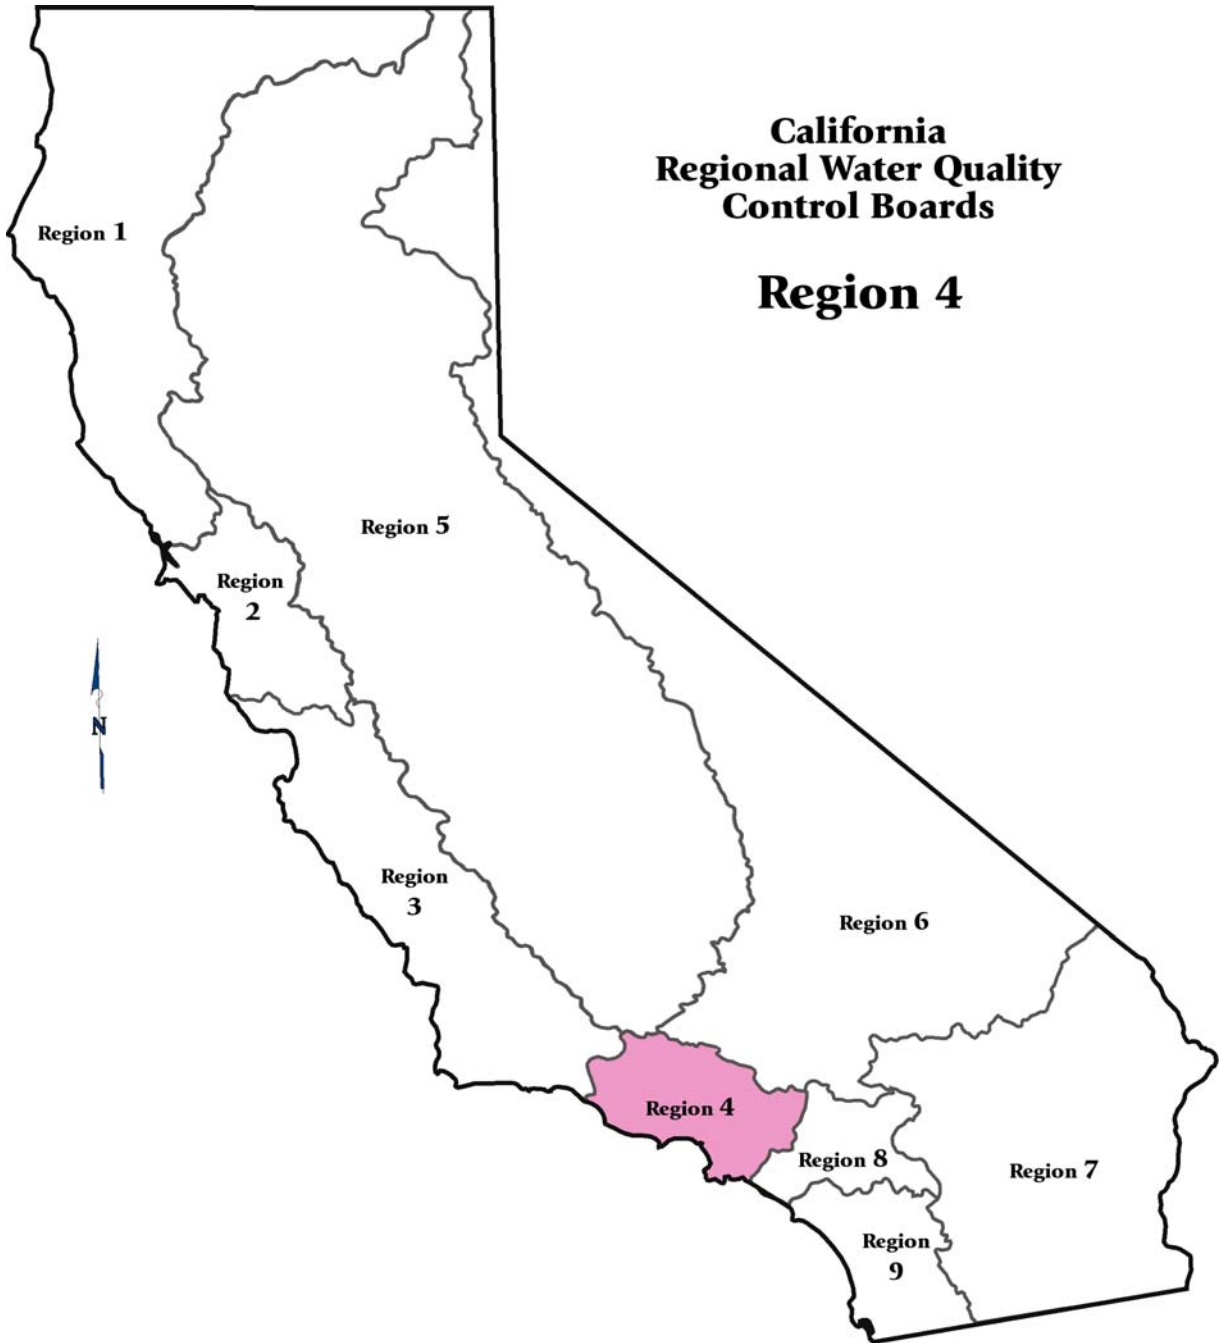 California
Regional Water Quality
Control Boards
Region 4
Region 1
Region 5
Region
2
N
Region
3
Region 6
Region 4
Region 8
Region 7
Region
9